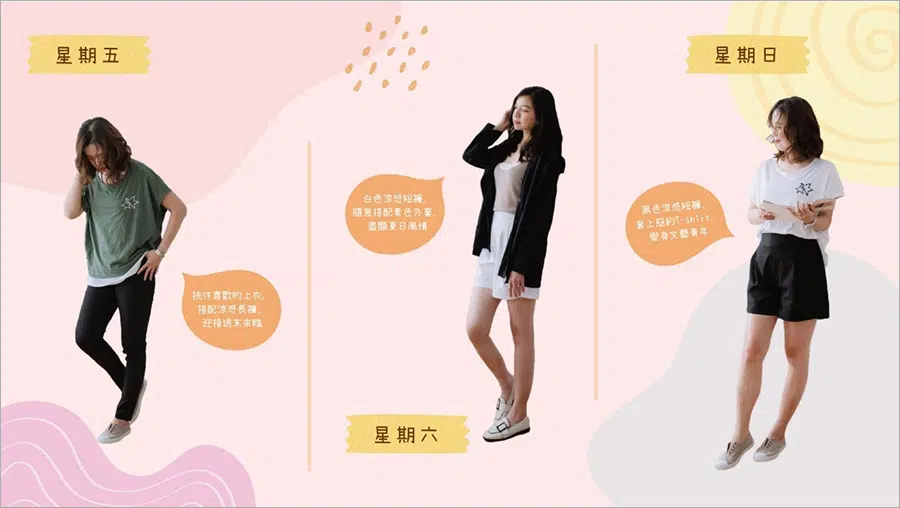 星期五
挑件喜歡的上衣,
搭配涼感長褲,
迎接週末來臨
白色涼感短褲,
隨意搭配素色外套,
盡顯夏日風情
星期六
星期日
黑色涼感短褲,
套上簡約T-shirt,
變身文藝青年